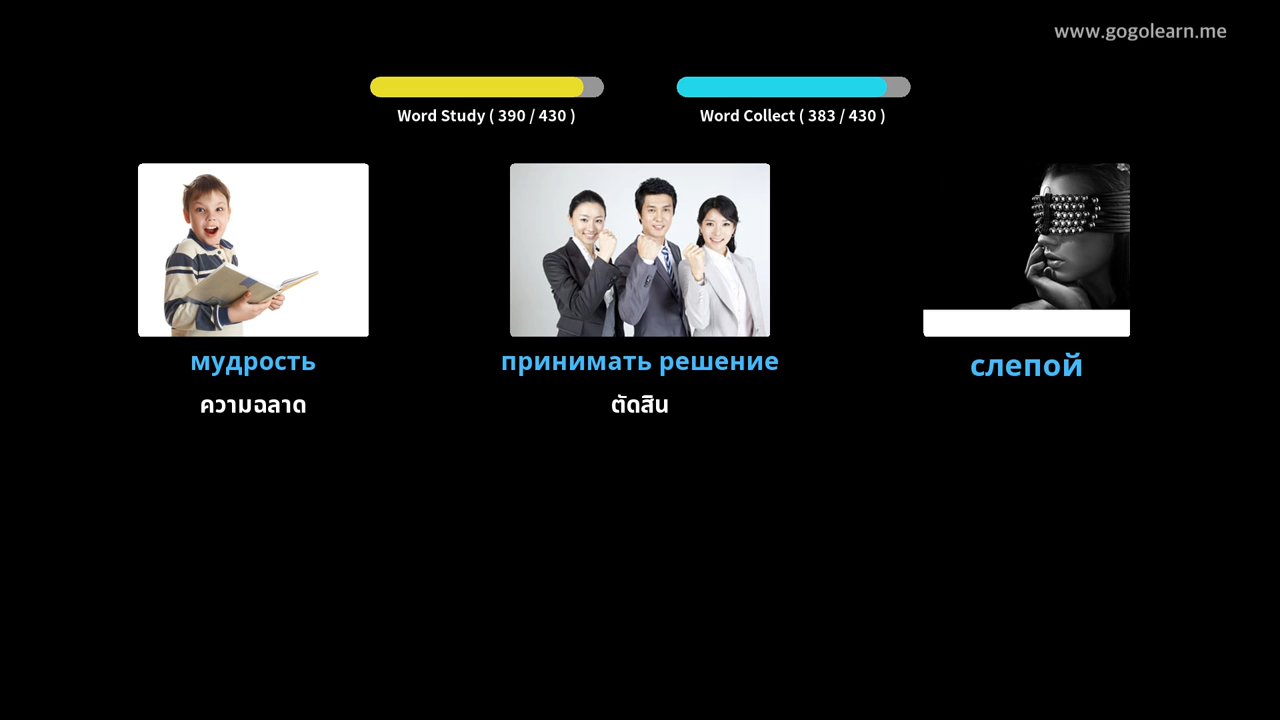 www.gogolearn.me
Word Study ( 390 / 430 )
Word Collect ( 383 / 430 )
мудрость
принимать решение
слепой
ความฉลาด
ตัดสิน